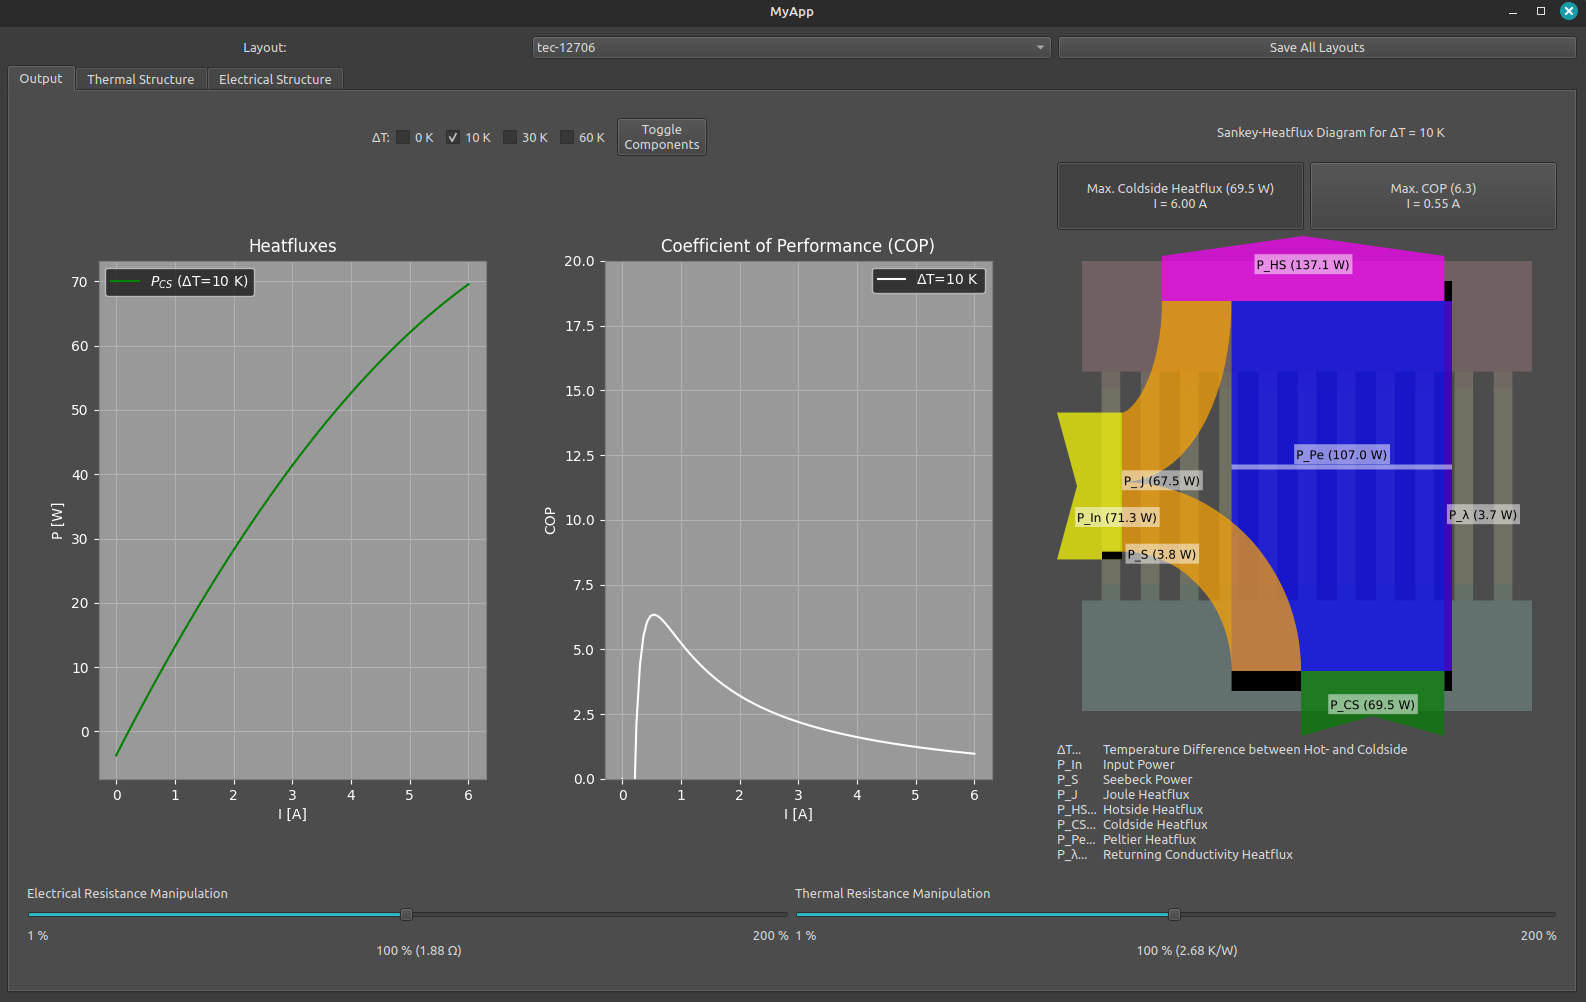 MyApp
Layout:
tec-12706
Save All Layouts
Output
Thermal Structure
Electrical Structure
ΔT:
0 K
10 K
30 K
60 K
Toggle
Components
Sankey-Heatflux Diagram for ΔT = 10 K
Max. Coldside Heatflux (69.5 W)
I = 6.00 A
Max. COP (6.3)
I = 0.55 A
Heatfluxes
P_CS (ΔT=10 K)
70
60
50
40
30
20
10
0
P [W]
0
1
2
3
4
5
6
I [A]
Coefficient of Performance (COP)
ΔT=10 K
20.0
17.5
15.0
12.5
10.0
7.5
5.0
2.5
0.0
COP
0
1
2
3
4
5
6
I [A]
P_HS (137.1 W)
P_Pe (107.0 W)
P_J (67.5 W)
P_In (71.3 W)
P_λ (3.7 W)
P_S (3.8 W)
P_CS (69.5 W)
ΔT... Temperature Difference between Hot- and Coldside
P_In Input Power
P_S Seebeck Power
P_J Joule Heatflux
P_HS... Hotside Heatflux
P_CS... Coldside Heatflux
P_Pe... Peltier Heatflux
P_λ... Returning Conductivity Heatflux
Electrical Resistance Manipulation
1 %
200 %
100 % (1.88 Ω)
Thermal Resistance Manipulation
1 %
200 %
100 % (2.68 K/W)